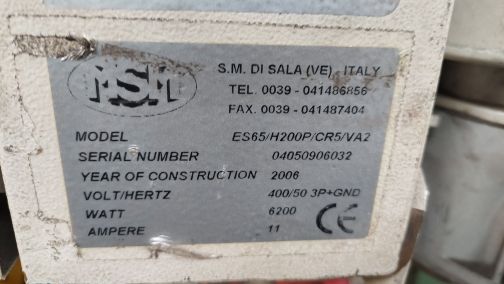 MSM
S.M. DI SALA (VE) - ITALY
TEL. 0039 - 041486856
FAX. 0039 - 041487404
MODEL ES65/H200P/CR5/VA2
SERIAL NUMBER 04050906032
YEAR OF CONSTRUCTION 2006
VOLT/HERTZ 400/50 3P+GND
WATT 6200
AMPERE 11
CE